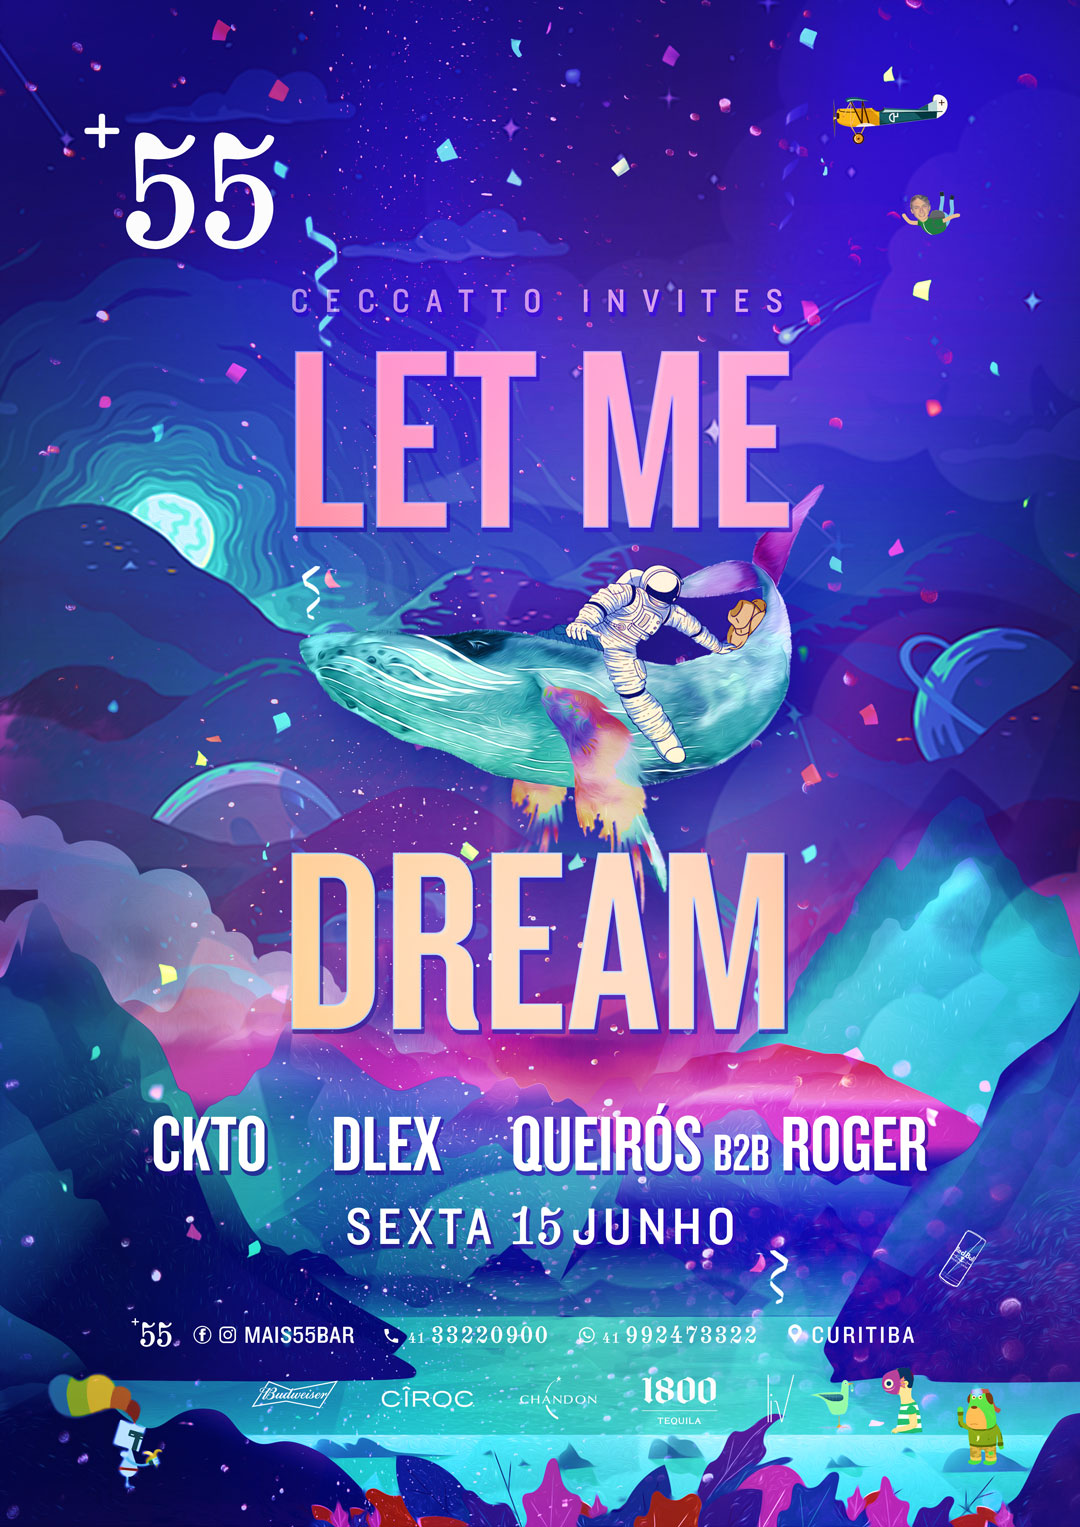 +55
CECCATTO INVITES
LET ME
DREAM
CKTO DLEX QUEIRÓS B2B ROGER
SEXTA 15 JUNHO
+55 MAIS55BAR 41 33220900 41 992473322 CURITIBA
Budweiser CÎROC CHANDON 1800 TEQUILA